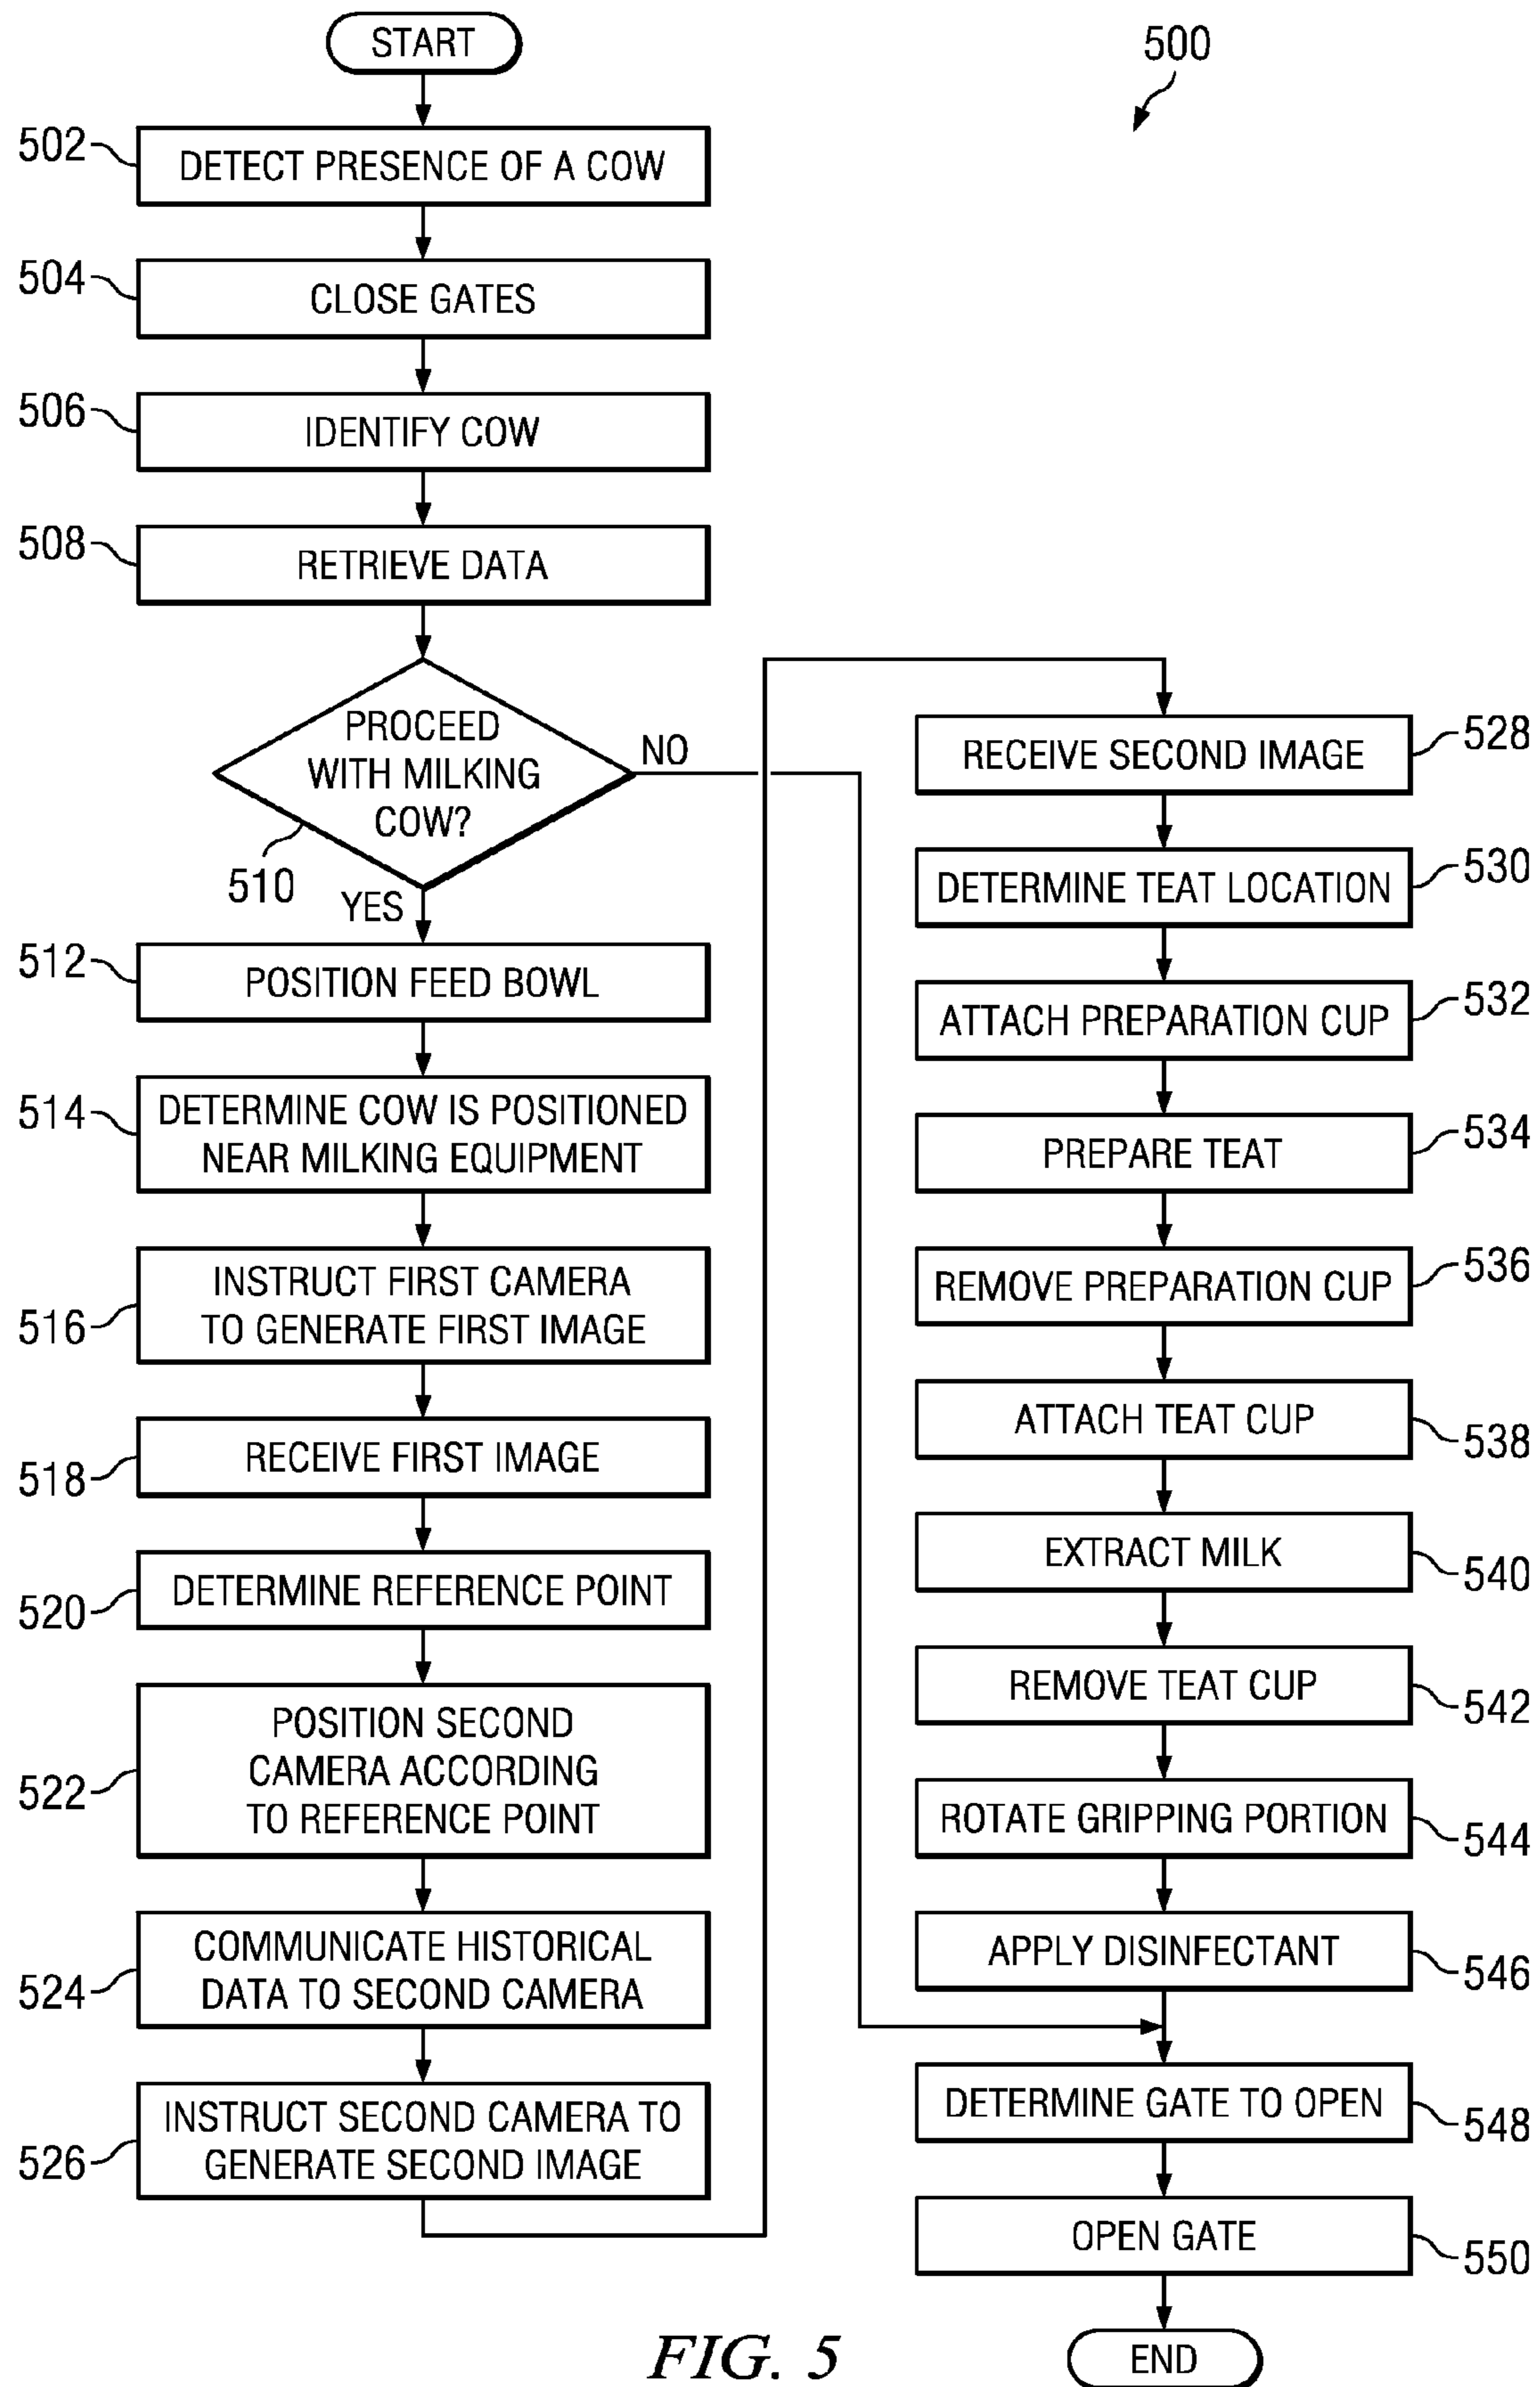 START
500
502
DETECT PRESENCE OF A COW
504
CLOSE GATES
506
IDENTIFY COW
508
RETRIEVE DATA
PROCEED
WITH MILKING
COW?
NO
510
YES
512
POSITION FEED BOWL
514
DETERMINE COW IS POSITIONED
NEAR MILKING EQUIPMENT
516
INSTRUCT FIRST CAMERA
TO GENERATE FIRST IMAGE
518
RECEIVE FIRST IMAGE
520
DETERMINE REFERENCE POINT
522
POSITION SECOND
CAMERA ACCORDING
TO REFERENCE POINT
524
COMMUNICATE HISTORICAL
DATA TO SECOND CAMERA
526
INSTRUCT SECOND CAMERA TO
GENERATE SECOND IMAGE
RECEIVE SECOND IMAGE
528
DETERMINE TEAT LOCATION
530
ATTACH PREPARATION CUP
532
PREPARE TEAT
534
REMOVE PREPARATION CUP
536
ATTACH TEAT CUP
538
EXTRACT MILK
540
REMOVE TEAT CUP
542
ROTATE GRIPPING PORTION
544
APPLY DISINFECTANT
546
DETERMINE GATE TO OPEN
548
OPEN GATE
550
END
FIG. 5